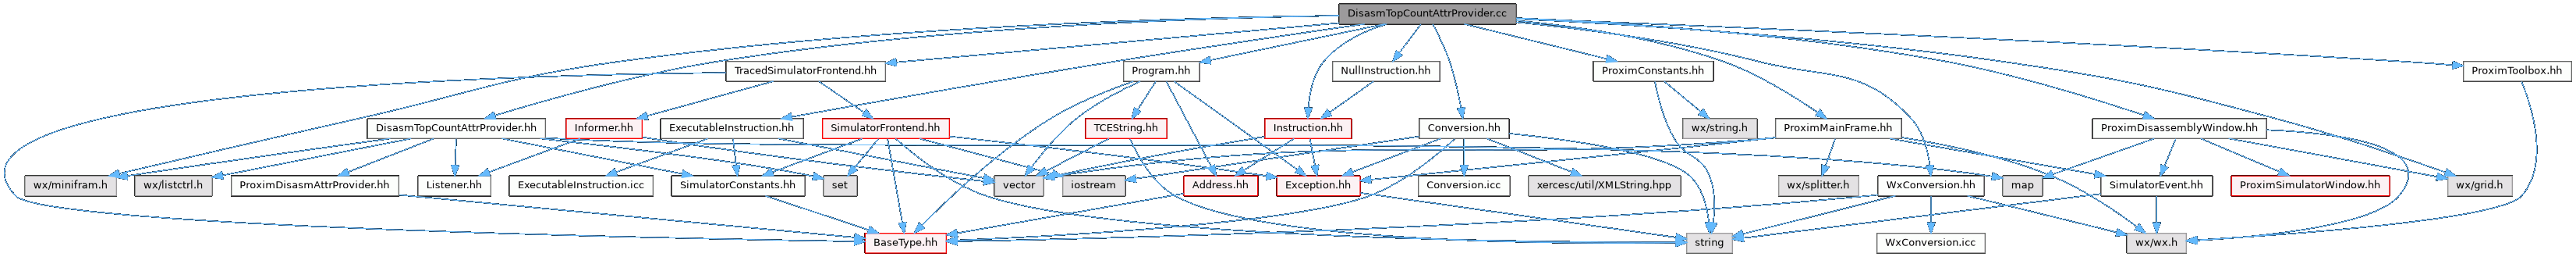 DisasmTopCountAttrProvider.cc
TracedSimulatorFrontend.hh
Program.hh
NullInstruction.hh
ProximConstants.hh
ProximToolbox.hh
DisasmTopCountAttrProvider.hh
Informer.hh
ExecutableInstruction.hh
SimulatorFrontend.hh
TCEString.hh
Instruction.hh
Conversion.hh
wx/string.h
ProximMainFrame.hh
ProximDisassemblyWindow.hh
wx/minifram.h
wx/listctrl.h
ProximDisasmAttrProvider.hh
Listener.hh
ExecutableInstruction.icc
SimulatorConstants.hh
set
vector
iostream
Address.hh
Exception.hh
Conversion.icc
xercesc/util/XMLString.hpp
wx/splitter.h
WxConversion.hh
map
SimulatorEvent.hh
ProximSimulatorWindow.hh
wx/grid.h
BaseType.hh
string
WxConversion.icc
wx/wx.h